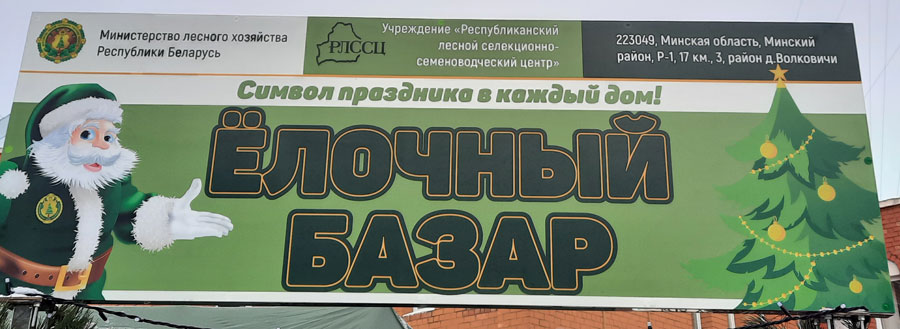 Министерство лесного хозяйства
Республики Беларусь
РЛССЦ
Учреждение «Республиканский
лесной селекционно-
семеноводческий центр»
223049, Минская область, Минский
район, Р-1, 17 км., 3, район д.Волковичи
Символ праздника в каждый дом!
ЁЛОЧНЫЙ
БАЗАР